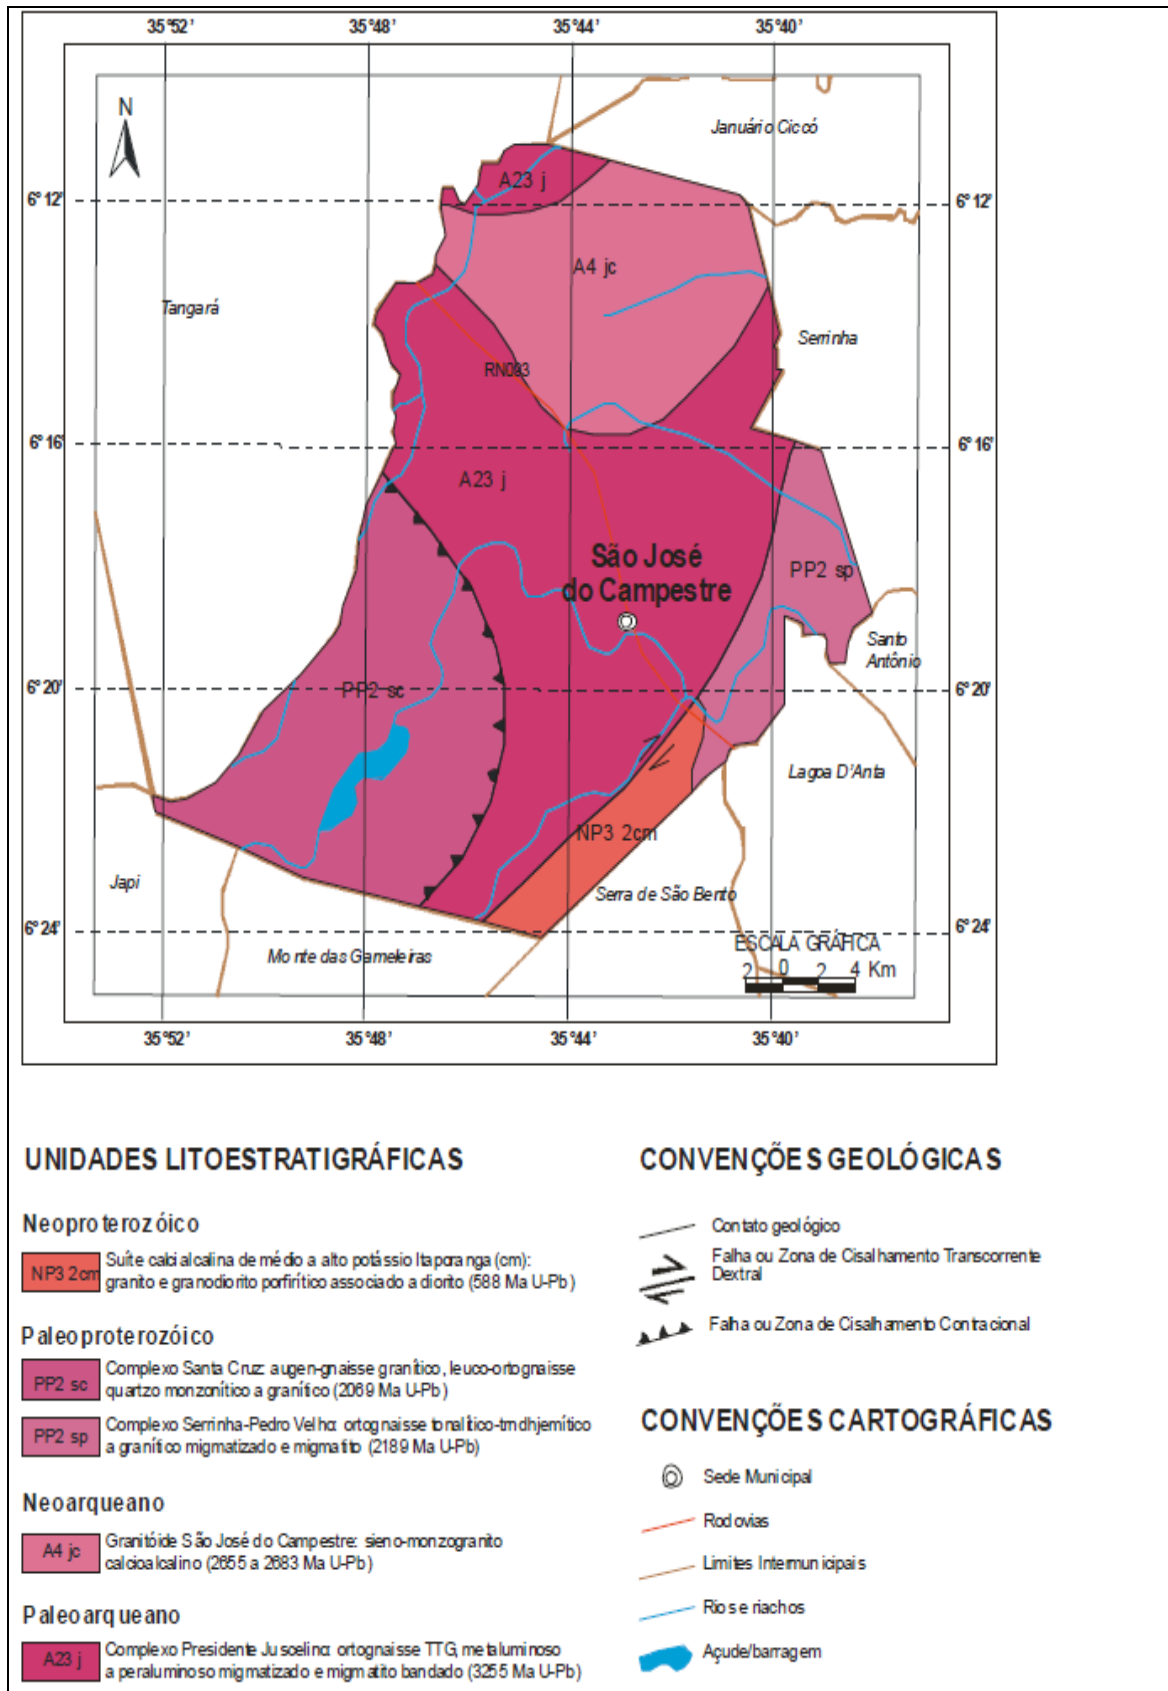 35°52' 35°48' 35°44' 35°40'
N
Januário Ciccó
A23 j
6°12' 6°12'
A4 jc
Tangará
Serrinha
RN093
6°16' 6°16'
A23 j
São José
do Campestre
PP2 sp
Santo
Antônio
6°20' 6°20'
PP2 sc
Lagoa D'Anta
NP3 2cm
Japi
Serra de São Bento
6°24' 6°24'
Monte das Gameleiras
ESCALA GRÁFICA
2 0 2 4 Km
35°52' 35°48' 35°44' 35°40'
UNIDADES LITOESTRATIGRÁFICAS
Neoproterozóico
NP3 2cm
Suíte calcialcalina de médio a alto potássio Itaporanga (cm):
granito e granodiorito porfirítico associado a diorito (588 Ma U-Pb)
Paleoproterozóico
PP2 sc
Complexo Santa Cruz: augen-gnaisse granítico, leuco-ortognaisse
quartzo monzonítico a granítico (2069 Ma U-Pb)
PP2 sp
Complexo Serrinha-Pedro Velho: ortognaisse tonalítico-trndhjemítico
a granítico migmatizado e migmatito (2189 Ma U-Pb)
Neoarqueano
A4 jc
Granitóide São José do Campestre: sieno-monzogranito
calcioalcalino (2655 a 2683 Ma U-Pb)
Paleoarqueano
A23 j
Complexo Presidente Juscelino: ortognaisse TTG, metaluminoso
a peraluminoso migmatizado e migmatito bandado (3255 Ma U-Pb)
CONVENÇÕES GEOLÓGICAS
Contato geológico
Falha ou Zona de Cisalhamento Transcorrente
Dextral
Falha ou Zona de Cisalhamento Contracional
CONVENÇÕES CARTOGRÁFICAS
Sede Municipal
Rodovias
Limites Intermunicipais
Rios e riachos
Açude/barragem